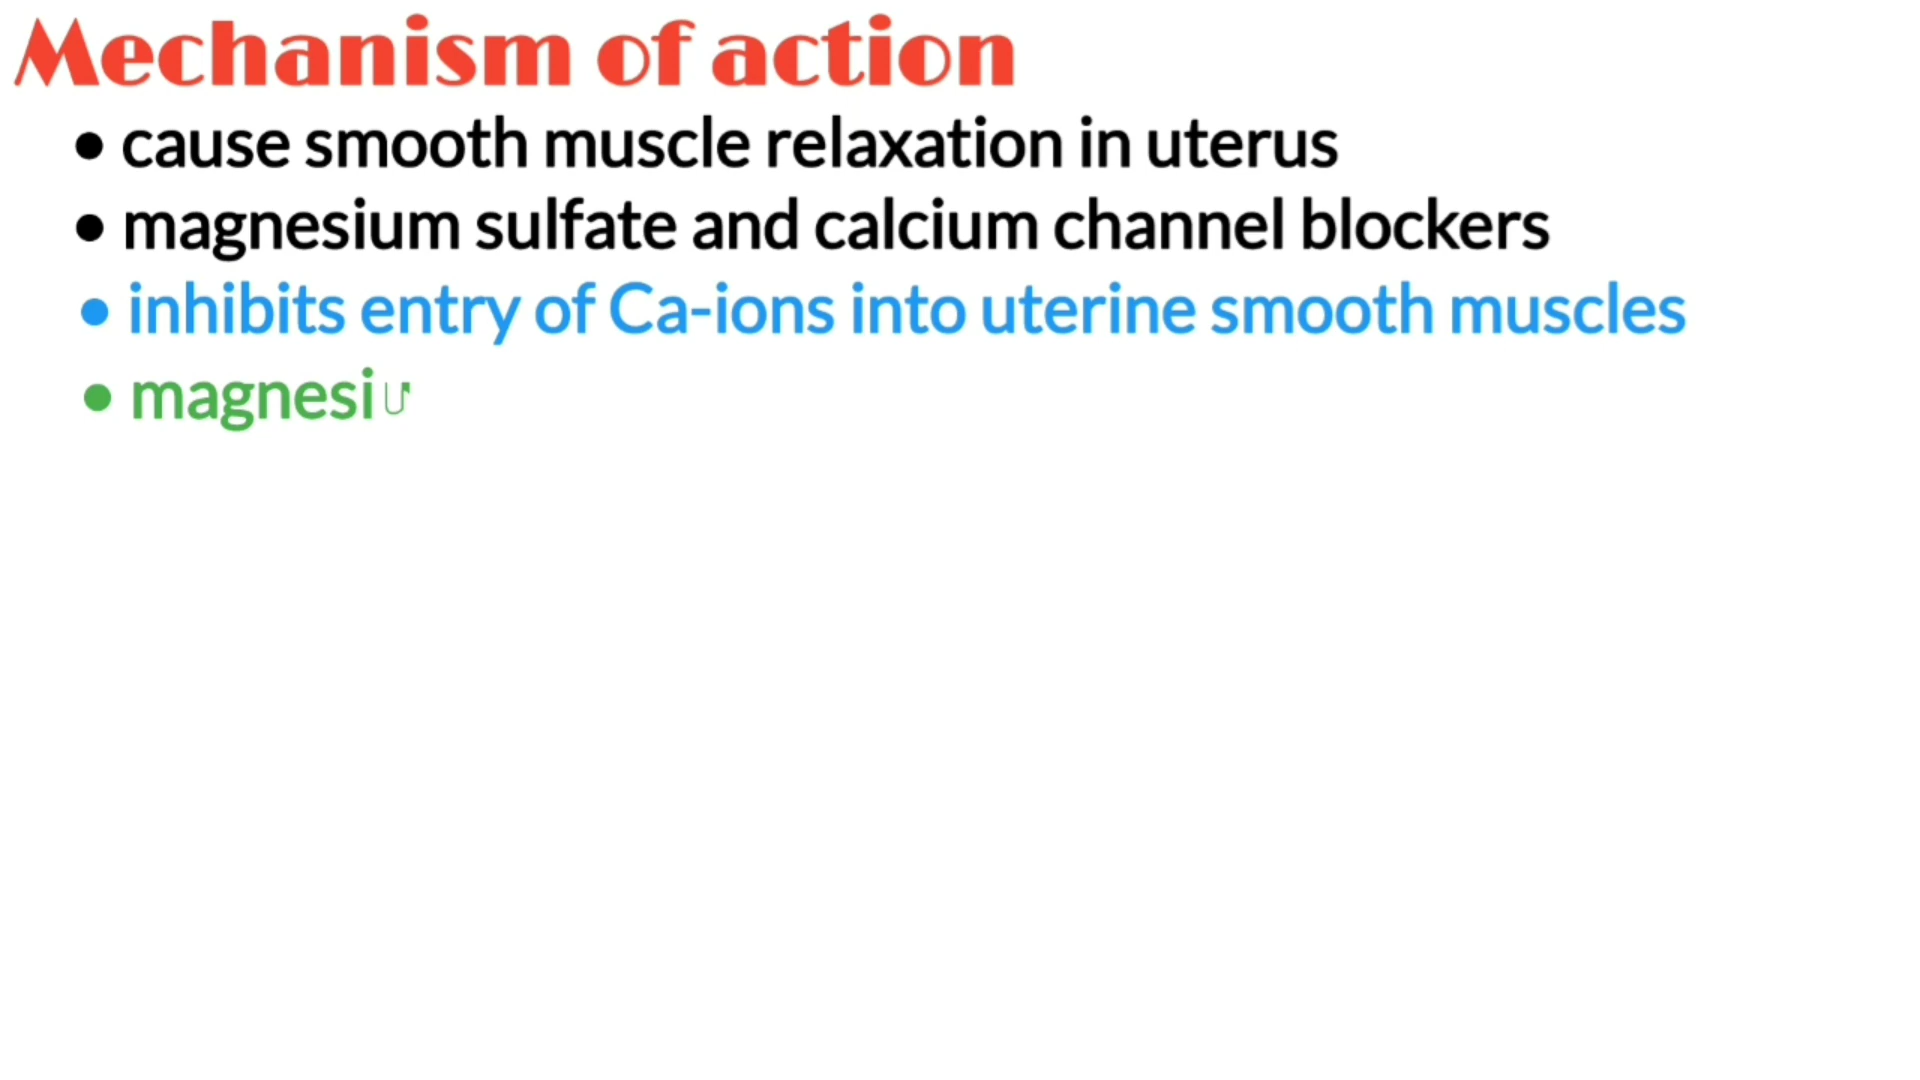 Mechanism of action
• cause smooth muscle relaxation in uterus
• magnesium sulfate and calcium channel blockers
• inhibits entry of Ca-ions into uterine smooth muscles
• magnesiu